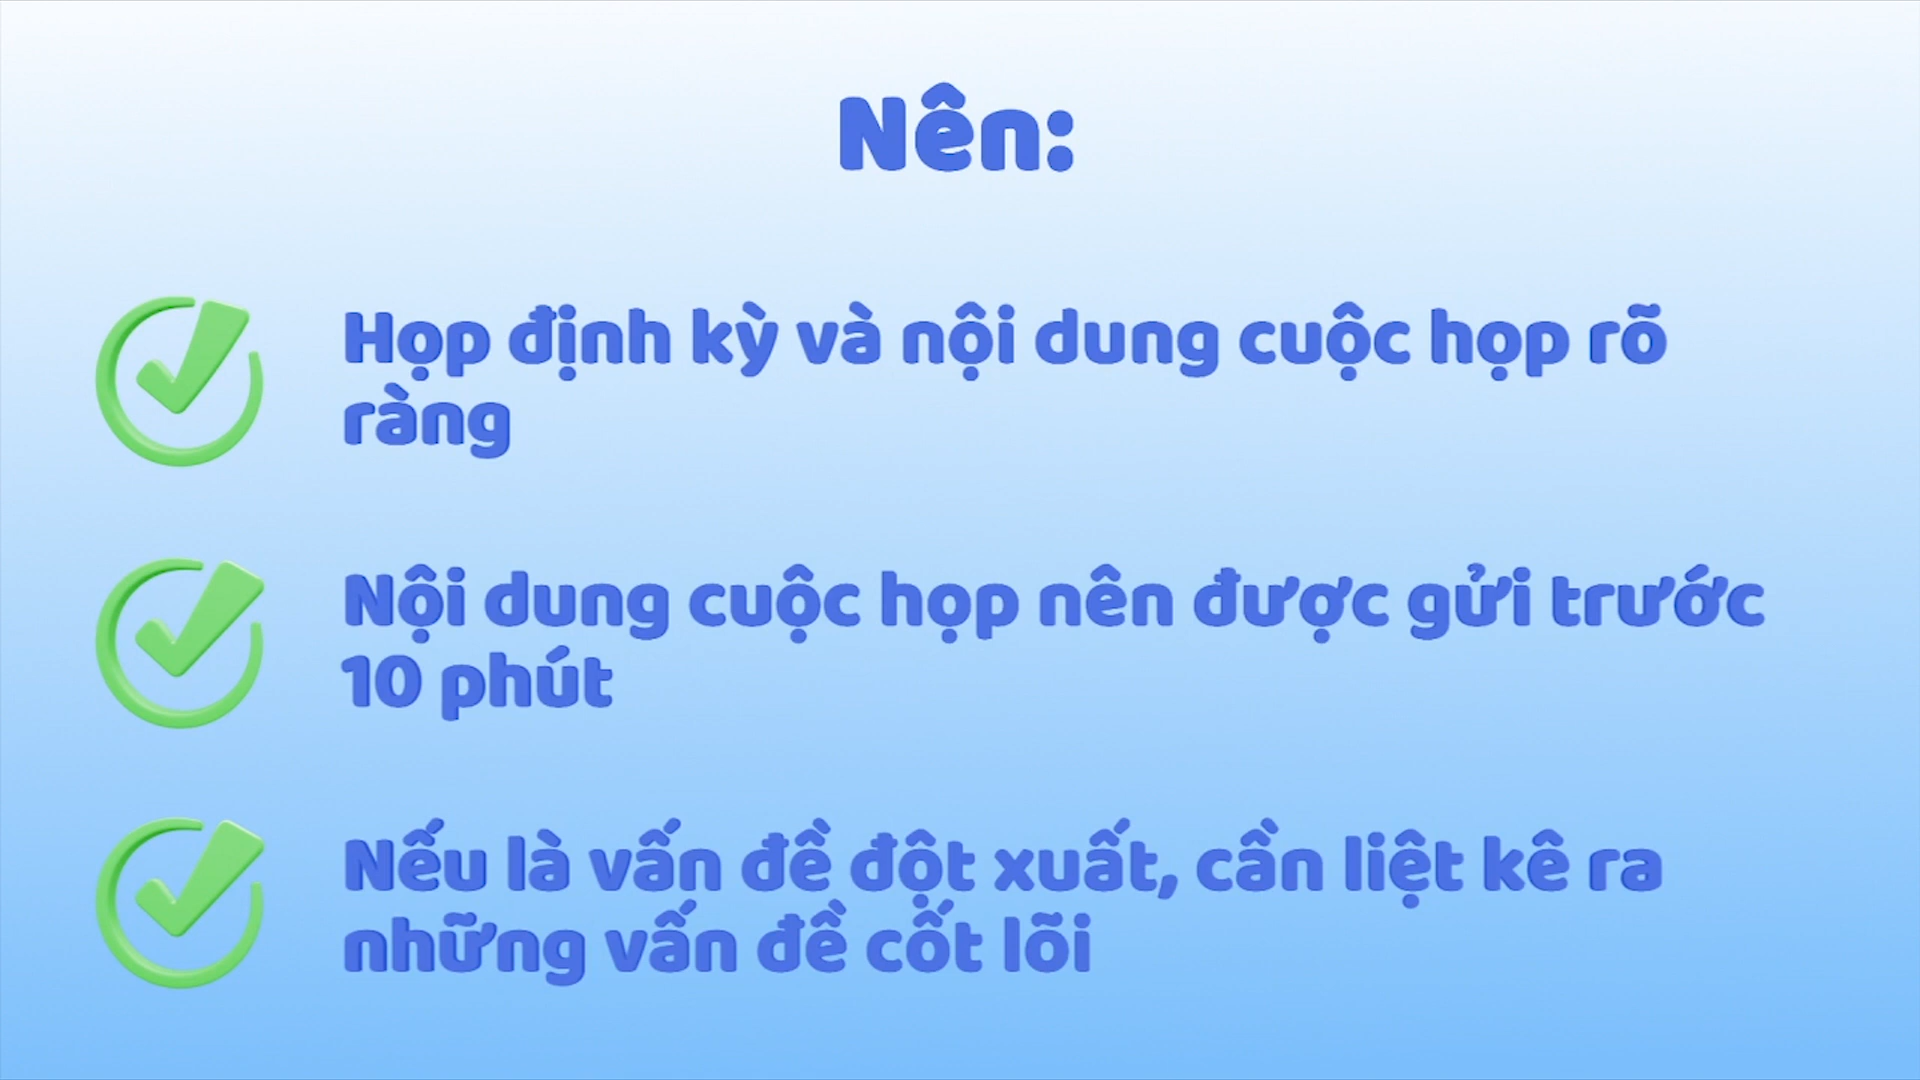 Nên:
Họp định kỳ và nội dung cuộc họp rõ
ràng
Nội dung cuộc họp nên được gửi trước
10 phút
Nếu là vấn đề đột xuất, cần liệt kê ra
những vấn đề cốt lõi